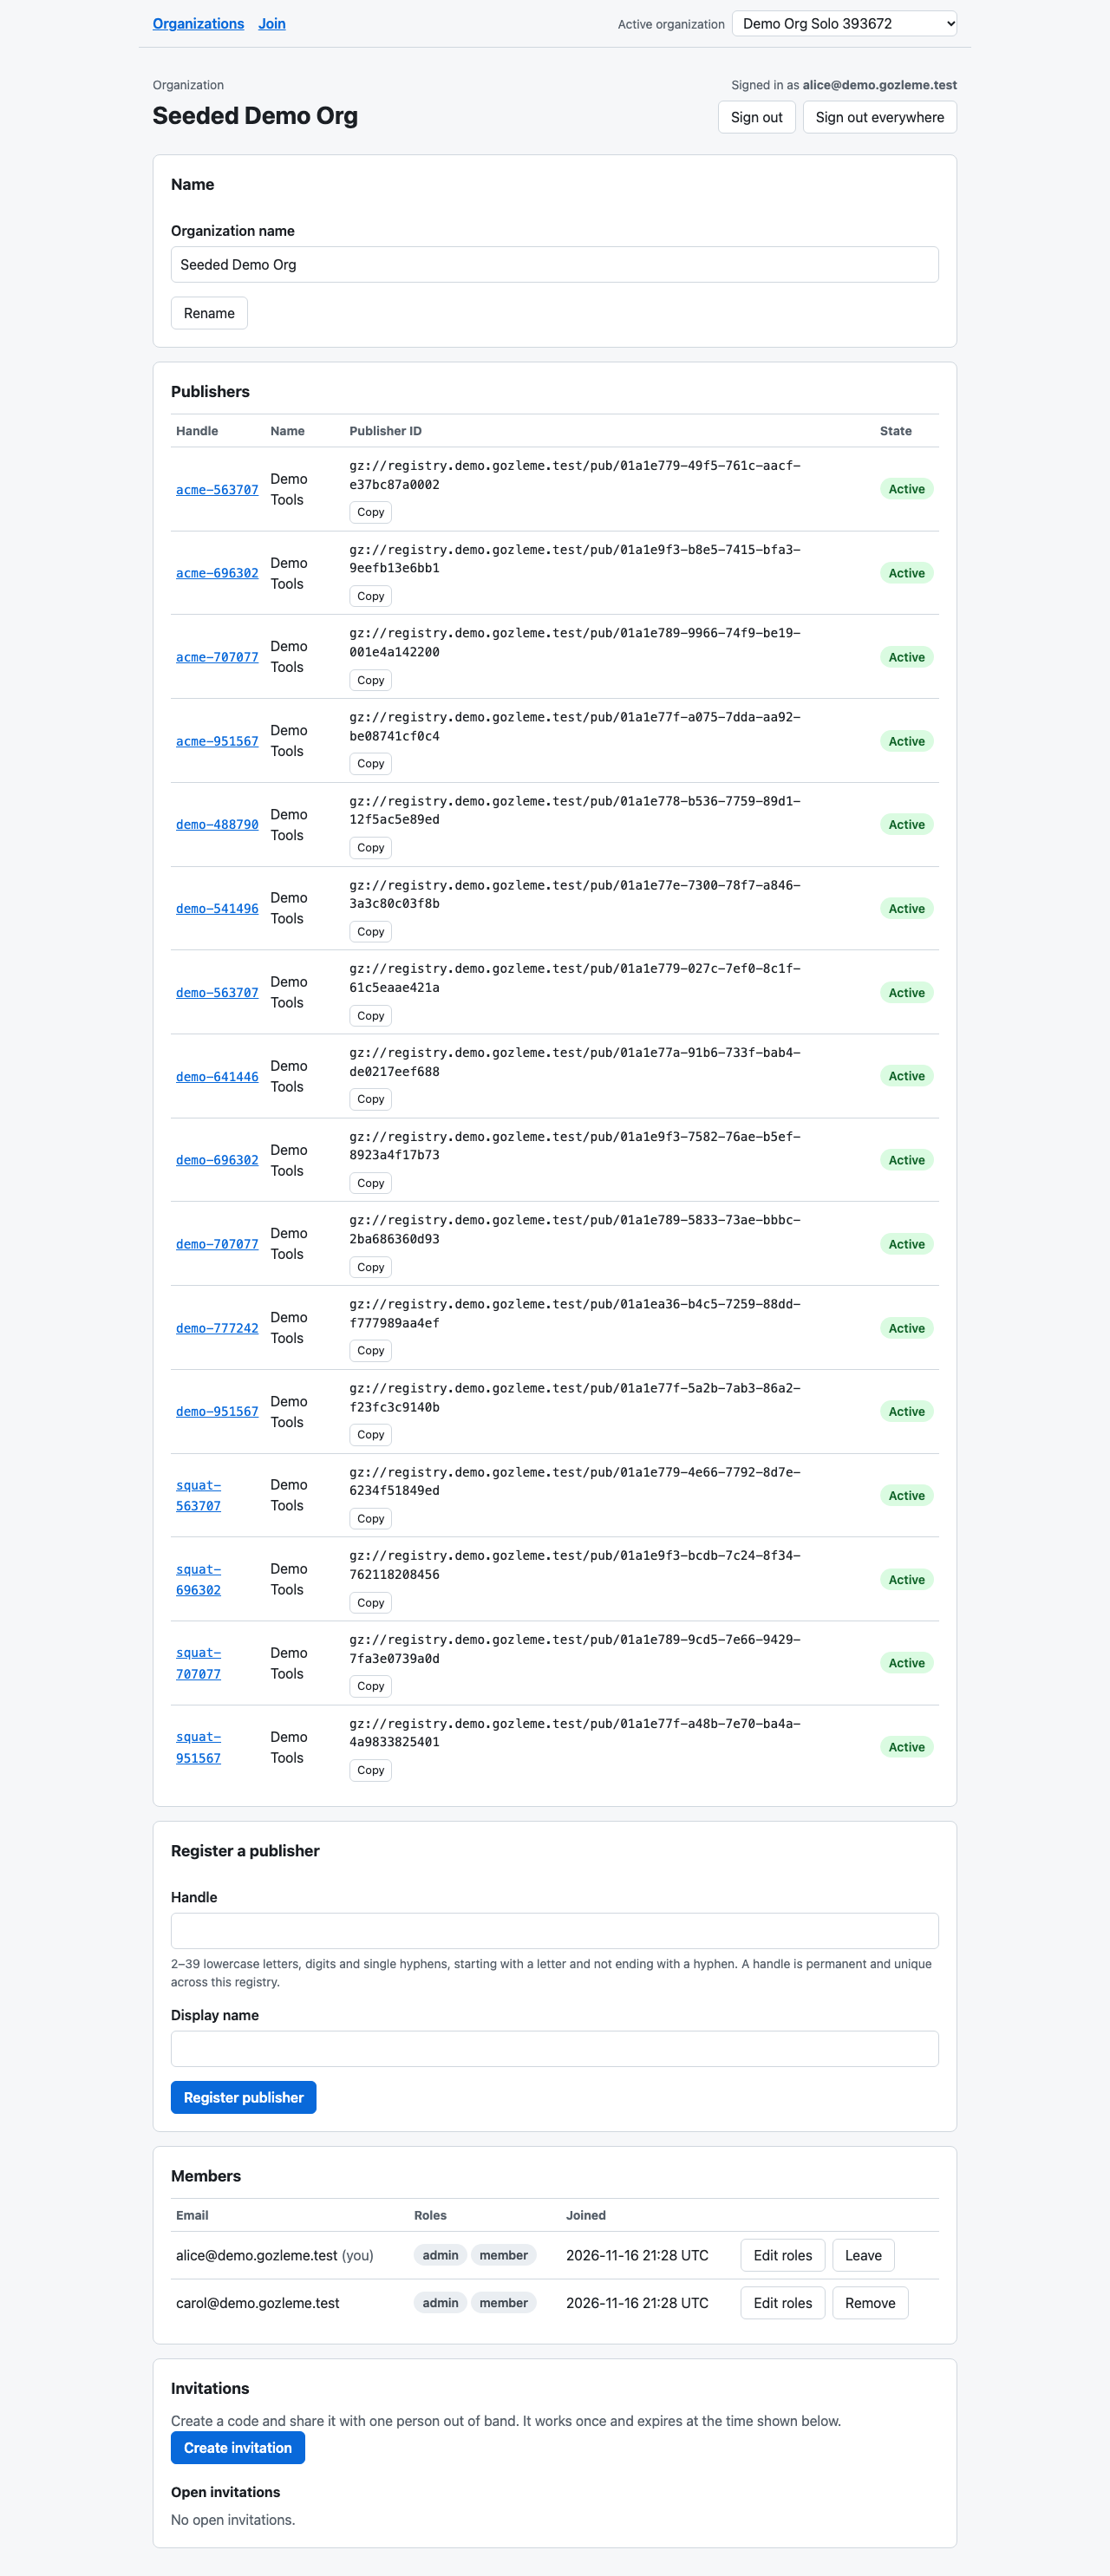 Organizations Join Active organization Demo Org Solo 393672
Organization
Signed in as alice@demo.gozleme.test
Seeded Demo Org
Sign out Sign out everywhere
Name
Organization name
Seeded Demo Org
Rename
Publishers
Handle Name Publisher ID State
acme-563707 Demo Tools gz://registry.demo.gozleme.test/pub/01a1e779-49f5-761c-aacf-
e37bc87a0002
Copy
Active
acme-696302 Demo Tools gz://registry.demo.gozleme.test/pub/01a1e9f3-b8e5-7415-bfa3-
9eefb13e6bb1
Copy
Active
acme-707077 Demo Tools gz://registry.demo.gozleme.test/pub/01a1e789-9966-74f9-be19-
001e4a142200
Copy
Active
acme-951567 Demo Tools gz://registry.demo.gozleme.test/pub/01a1e77f-a075-7dda-aa92-
be08741cf0c4
Copy
Active
demo-488790 Demo Tools gz://registry.demo.gozleme.test/pub/01a1e778-b536-7759-89d1-
12f5ac5e89ed
Copy
Active
demo-541496 Demo Tools gz://registry.demo.gozleme.test/pub/01a1e77e-7300-78f7-a846-
3a3c80c03f8b
Copy
Active
demo-563707 Demo Tools gz://registry.demo.gozleme.test/pub/01a1e779-027c-7ef0-8c1f-
61c5eaae421a
Copy
Active
demo-641446 Demo Tools gz://registry.demo.gozleme.test/pub/01a1e77a-91b6-733f-bab4-
de0217eef688
Copy
Active
demo-696302 Demo Tools gz://registry.demo.gozleme.test/pub/01a1e9f3-7582-76ae-b5ef-
8923a4f17b73
Copy
Active
demo-707077 Demo Tools gz://registry.demo.gozleme.test/pub/01a1e789-5833-73ae-bbbc-
2ba686360d93
Copy
Active
demo-777242 Demo Tools gz://registry.demo.gozleme.test/pub/01a1ea36-b4c5-7259-88dd-
f777989aa4ef
Copy
Active
demo-951567 Demo Tools gz://registry.demo.gozleme.test/pub/01a1e77f-5a2b-7ab3-86a2-
f23fc3c9140b
Copy
Active
squat-563707 Demo Tools gz://registry.demo.gozleme.test/pub/01a1e779-4e66-7792-8d7e-
6234f51849ed
Copy
Active
squat-696302 Demo Tools gz://registry.demo.gozleme.test/pub/01a1e9f3-bcdb-7c24-8f34-
762118208456
Copy
Active
squat-707077 Demo Tools gz://registry.demo.gozleme.test/pub/01a1e789-9cd5-7e66-9429-
7fa3e0739a0d
Copy
Active
squat-951567 Demo Tools gz://registry.demo.gozleme.test/pub/01a1e77f-a48b-7e70-ba4a-
4a9833825401
Copy
Active
Register a publisher
Handle
2–39 lowercase letters, digits and single hyphens, starting with a letter and not ending with a hyphen. A handle is permanent and unique
across this registry.
Display name
Register publisher
Members
Email Roles Joined
alice@demo.gozleme.test (you) admin member 2026-11-16 21:28 UTC Edit roles Leave
carol@demo.gozleme.test admin member 2026-11-16 21:28 UTC Edit roles Remove
Invitations
Create a code and share it with one person out of band. It works once and expires at the time shown below.
Create invitation
Open invitations
No open invitations.